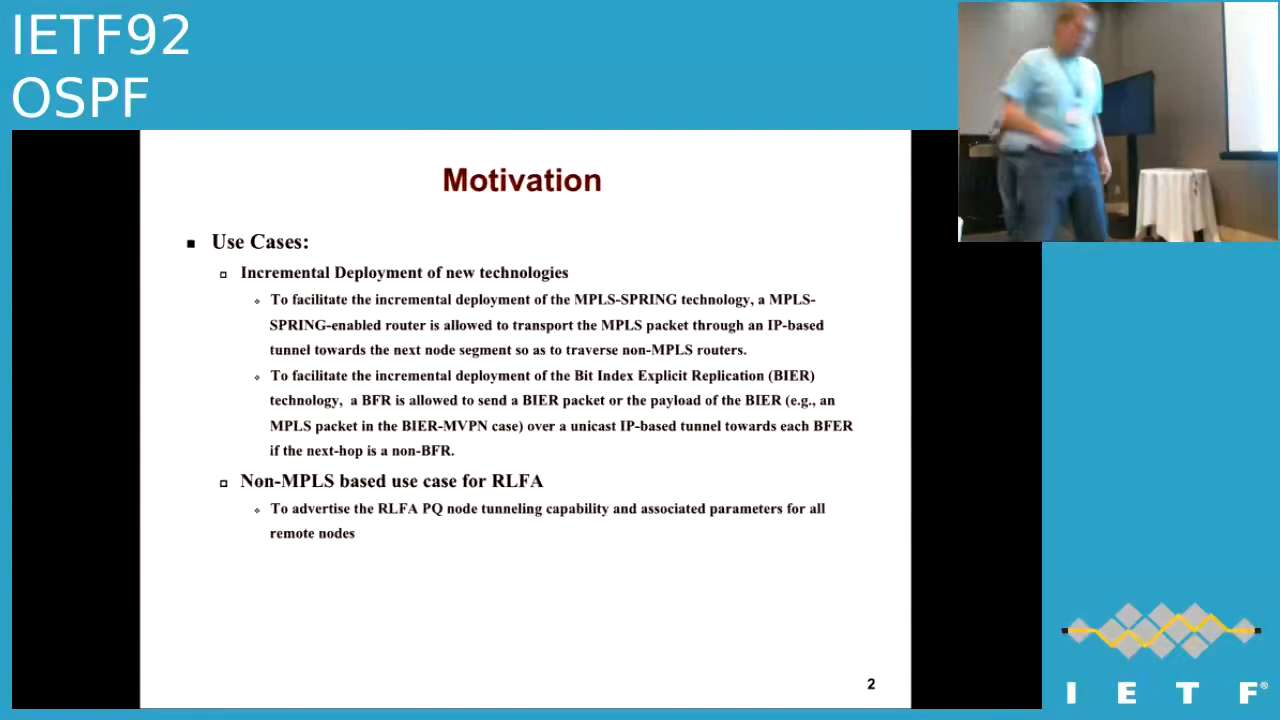 IETF92
OSPF
Motivation
Use Cases:
Incremental Deployment of new technologies
To facilitate the incremental deployment of the MPLS-SPRING technology, a MPLS-
SPRING-enabled router is allowed to transport the MPLS packet through an IP-based
tunnel towards the next node segment so as to traverse non-MPLS routers.
To facilitate the incremental deployment of the Bit Index Explicit Replication (BIER)
technology, a BFR is allowed to send a BIER packet or the payload of the BIER (e.g., an
MPLS packet in the BIER-MVPN case) over a unicast IP-based tunnel towards each BFER
if the next-hop is a non-BFR.
Non-MPLS based use case for RLFA
To advertise the RLFA PQ node tunneling capability and associated parameters for all
remote nodes
2
I E T F®